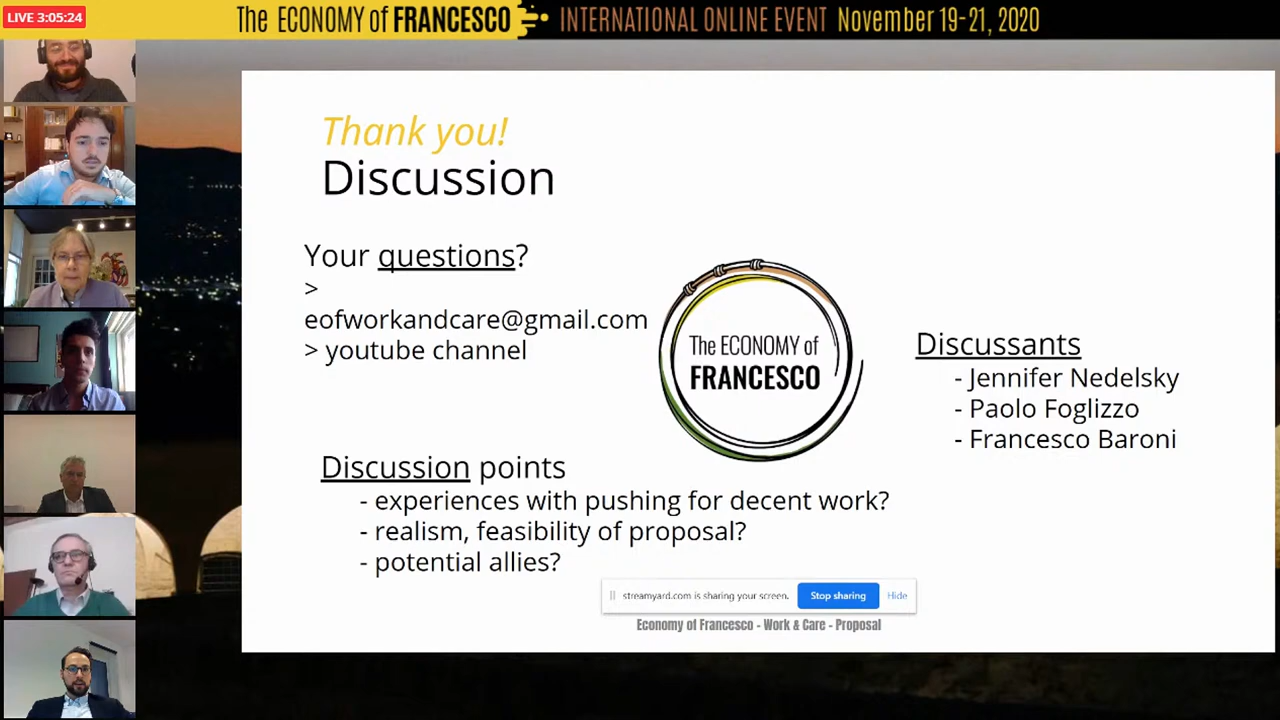 LIVE 3:05:24
The ECONOMY of FRANCESCO INTERNATIONAL ONLINE EVENT November 19-21, 2020
Thank you!
Discussion
Your questions?
>
eofworkandcare@gmail.com
> youtube channel
The ECONOMY of
FRANCESCO
Discussants
- Jennifer Nedelsky
- Paolo Foglizzo
- Francesco Baroni
Discussion points
- experiences with pushing for decent work?
- realism, feasibility of proposal?
- potential allies?
streamyard.com is sharing your screen. Stop sharing Hide
Economy of Francesco - Work & Care - Proposal